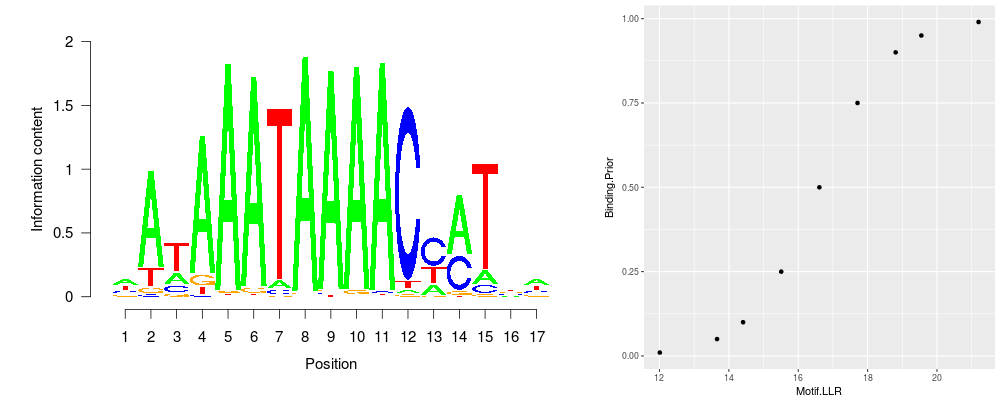 2
1.5
1
0.5
0
Information content
A T A A A T A A A A C C A T
1 2 3 4 5 6 7 8 9 10 11 12 13 14 15 16 17
Position
1.00
0.75
0.50
0.25
0.00
Binding.Prior
12 14 16 18 20
Motif.LLR